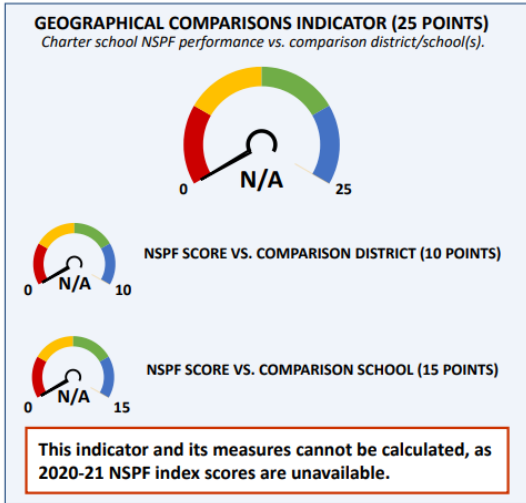 GEOGRAPHICAL COMPARISONS INDICATOR (25 POINTS)
Charter school NSPF performance vs. comparison district/school(s).
N/A
0
25
NSPF SCORE VS. COMPARISON DISTRICT (10 POINTS)
N/A
0
10
NSPF SCORE VS. COMPARISON SCHOOL (15 POINTS)
N/A
0
15
This indicator and its measures cannot be calculated, as
2020-21 NSPF index scores are unavailable.